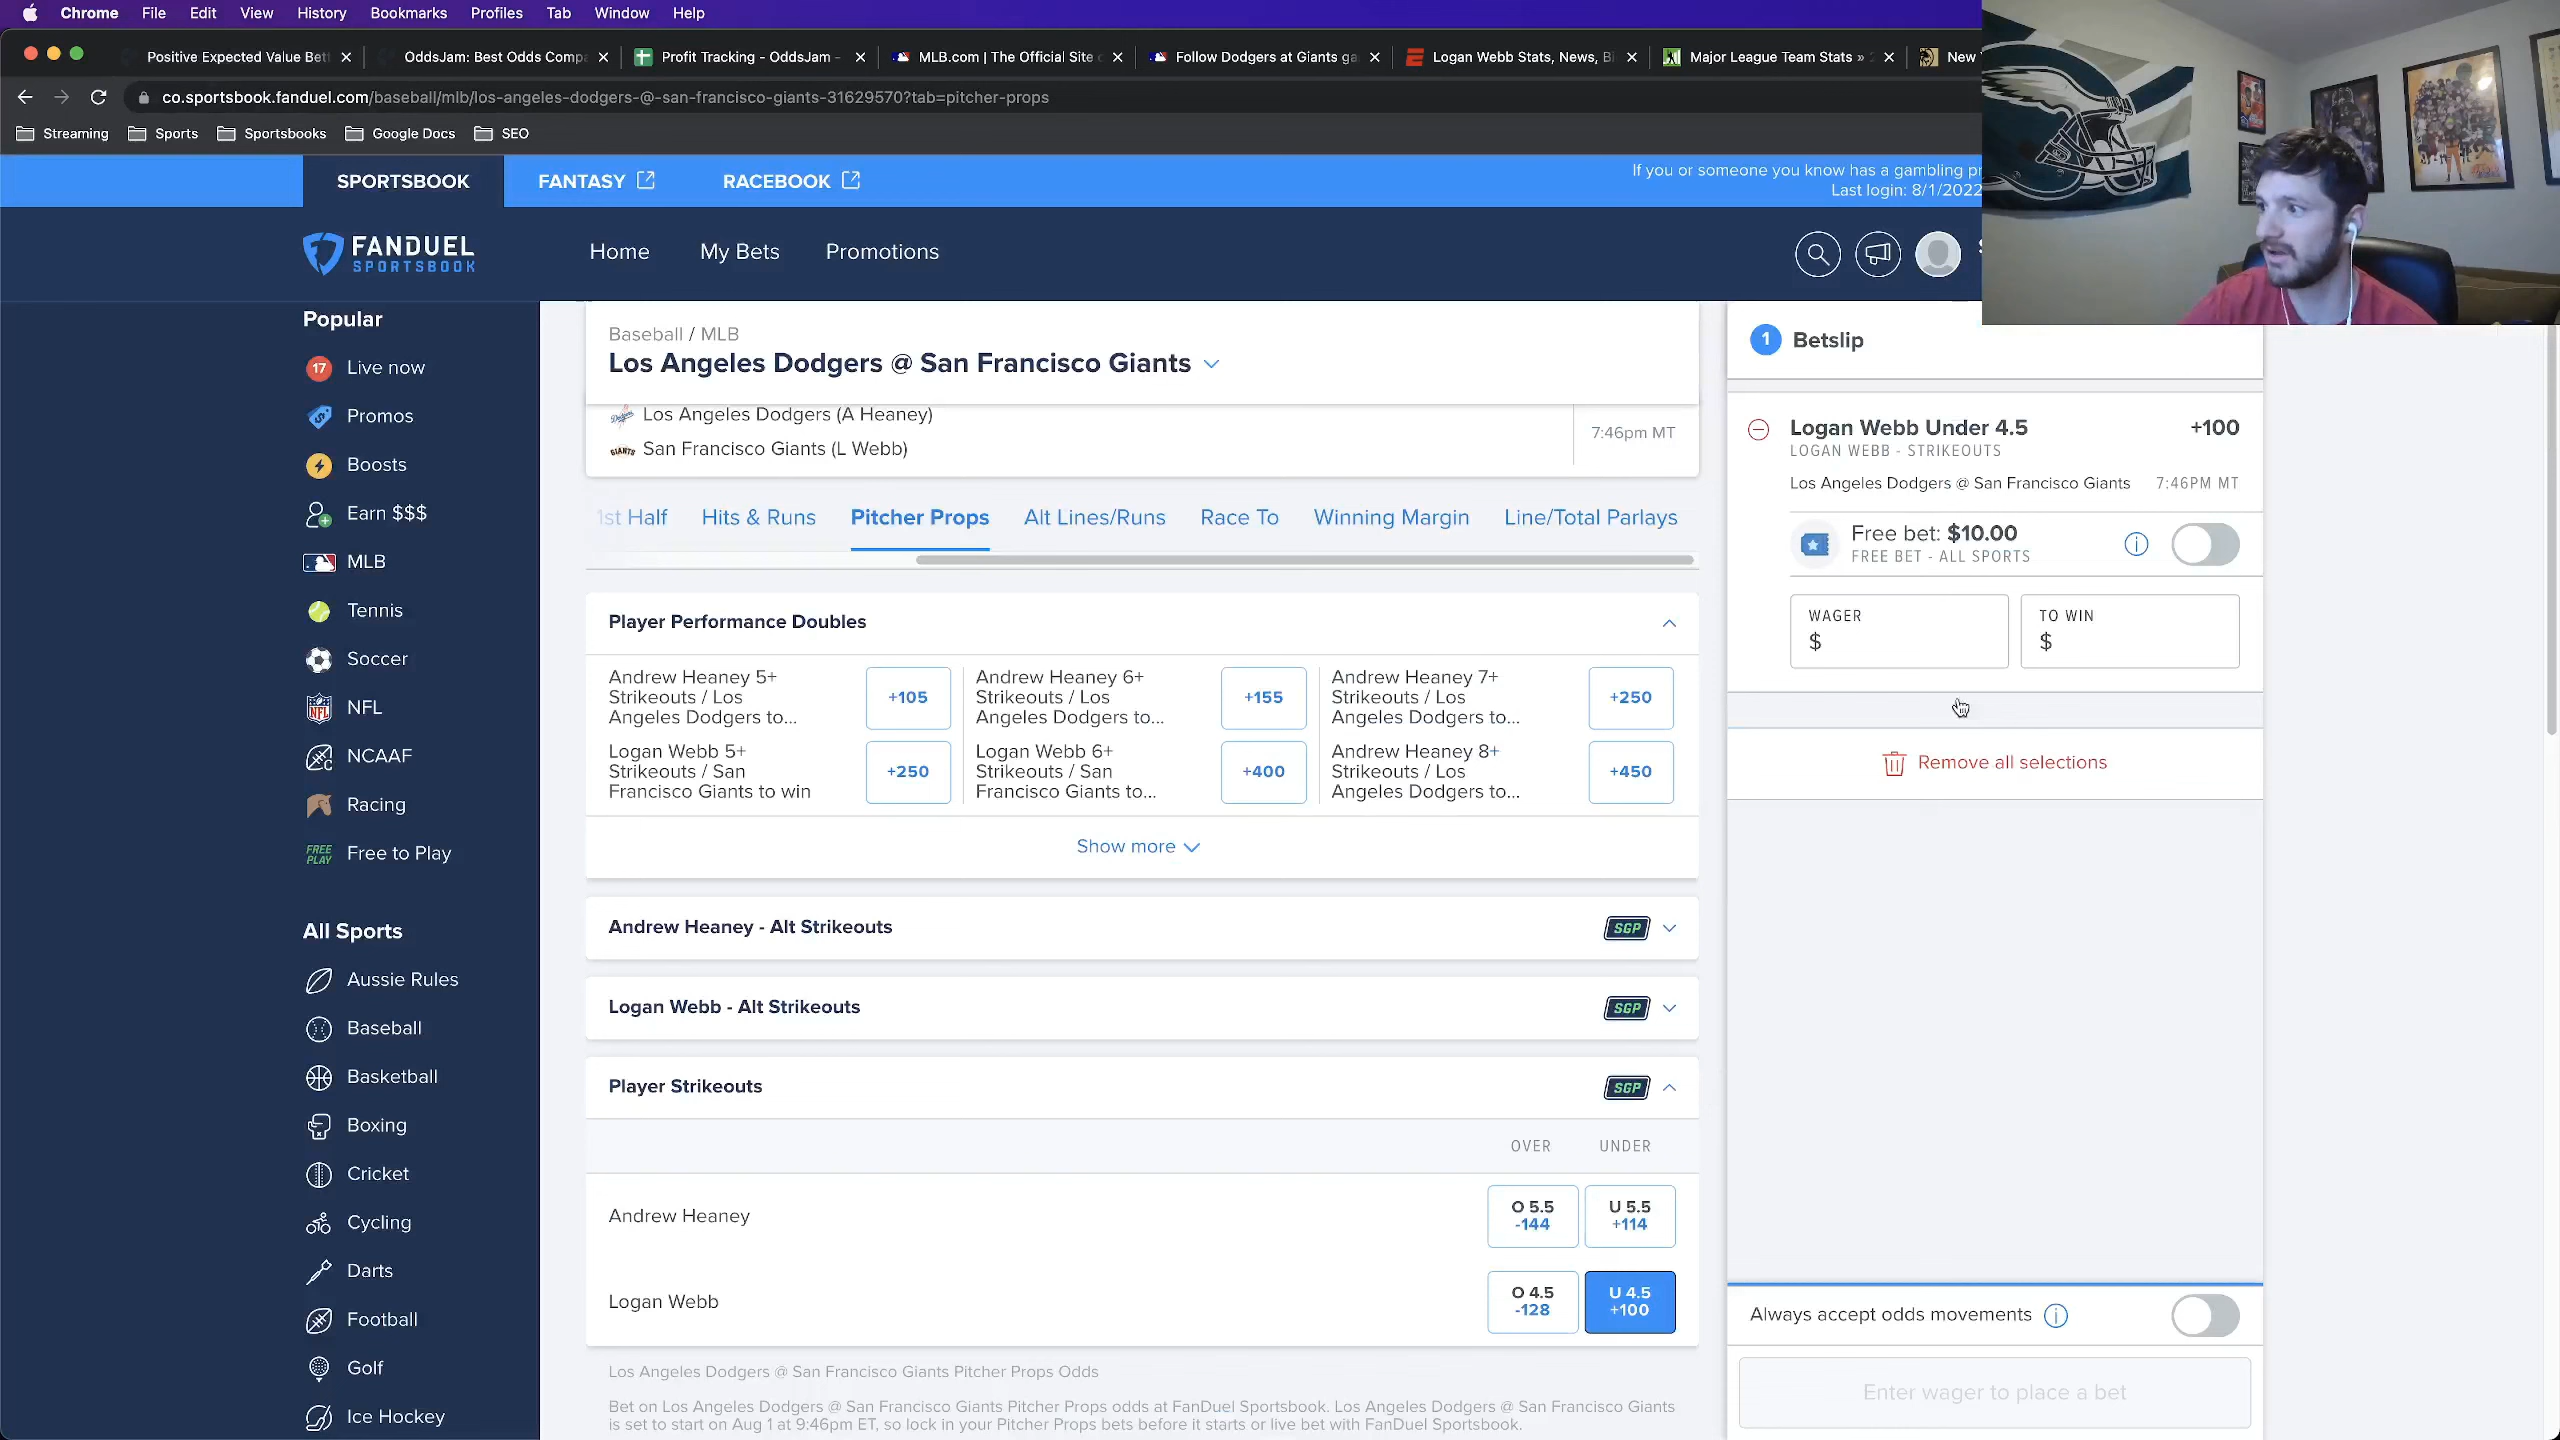 Chrome File Edit View History Bookmarks Profiles Tab Window Help
Positive Expected Value Bet
OddsJam: Best Odds Comp
Profit Tracking - OddsJam -
MLB.com | The Official Site
Follow Dodgers at Giants ga
Logan Webb Stats, News, B
Major League Team Stats »
New
co.sportsbook.fanduel.com/baseball/mlb/los-angeles-dodgers-@-san-francisco-giants-31629570?tab=pitcher-props
Streaming Sports Sportsbooks Google Docs SEO
SPORTSBOOK FANTASY RACEBOOK
If you or someone you know has a gambling
Last login: 8/1/2022
FANDUEL
SPORTSBOOK
Home My Bets Promotions
Popular
17 Live now
Promos
Boosts
Earn $$$
MLB
Tennis
Soccer
NFL
NCAAF
Racing
FREE PLAY Free to Play
All Sports
Aussie Rules
Baseball
Basketball
Boxing
Cricket
Cycling
Darts
Football
Golf
Ice Hockey
Baseball / MLB
Los Angeles Dodgers @ San Francisco Giants
Los Angeles Dodgers (A Heaney)
San Francisco Giants (L Webb)
7:46pm MT
1st Half Hits & Runs Pitcher Props Alt Lines/Runs Race To Winning Margin Line/Total Parlays
Player Performance Doubles
Andrew Heaney 5+
Strikeouts / Los
Angeles Dodgers to...
+105
Andrew Heaney 6+
Strikeouts / Los
Angeles Dodgers to...
+155
Andrew Heaney 7+
Strikeouts / Los
Angeles Dodgers to...
+250
Logan Webb 5+
Strikeouts / San
Francisco Giants to win
+250
Logan Webb 6+
Strikeouts / San
Francisco Giants to...
+400
Andrew Heaney 8+
Strikeouts / Los
Angeles Dodgers to...
+450
Show more
Andrew Heaney - Alt Strikeouts SGP
Logan Webb - Alt Strikeouts SGP
Player Strikeouts SGP
OVER UNDER
Andrew Heaney
O 5.5
-144
U 5.5
+114
Logan Webb
O 4.5
-128
U 4.5
+100
Los Angeles Dodgers @ San Francisco Giants Pitcher Props Odds
Bet on Los Angeles Dodgers @ San Francisco Giants Pitcher Props odds at FanDuel Sportsbook. Los Angeles Dodgers @ San Francisco Giants
is set to start on Aug 1 at 9:46pm ET, so lock in your Pitcher Props bets before it starts or live bet with FanDuel Sportsbook.
1 Betslip
Logan Webb Under 4.5 +100
LOGAN WEBB - STRIKEOUTS
Los Angeles Dodgers @ San Francisco Giants 7:46PM MT
Free bet: $10.00
FREE BET - ALL SPORTS
WAGER
$
TO WIN
$
Remove all selections
Always accept odds movements
Enter wager to place a bet